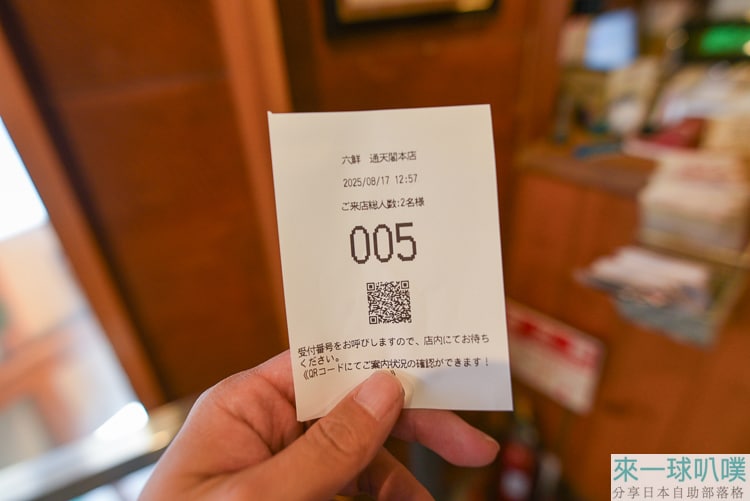 六鮮 通天閣本店
2025/08/17 12:57
ご来店総人数:2名様
005
受付番号をお呼びしますので、店内にてお待ち
ください。
《QRコードにてご案内状況の確認ができます!
》
來一球叭噗
分享日本自助部落格